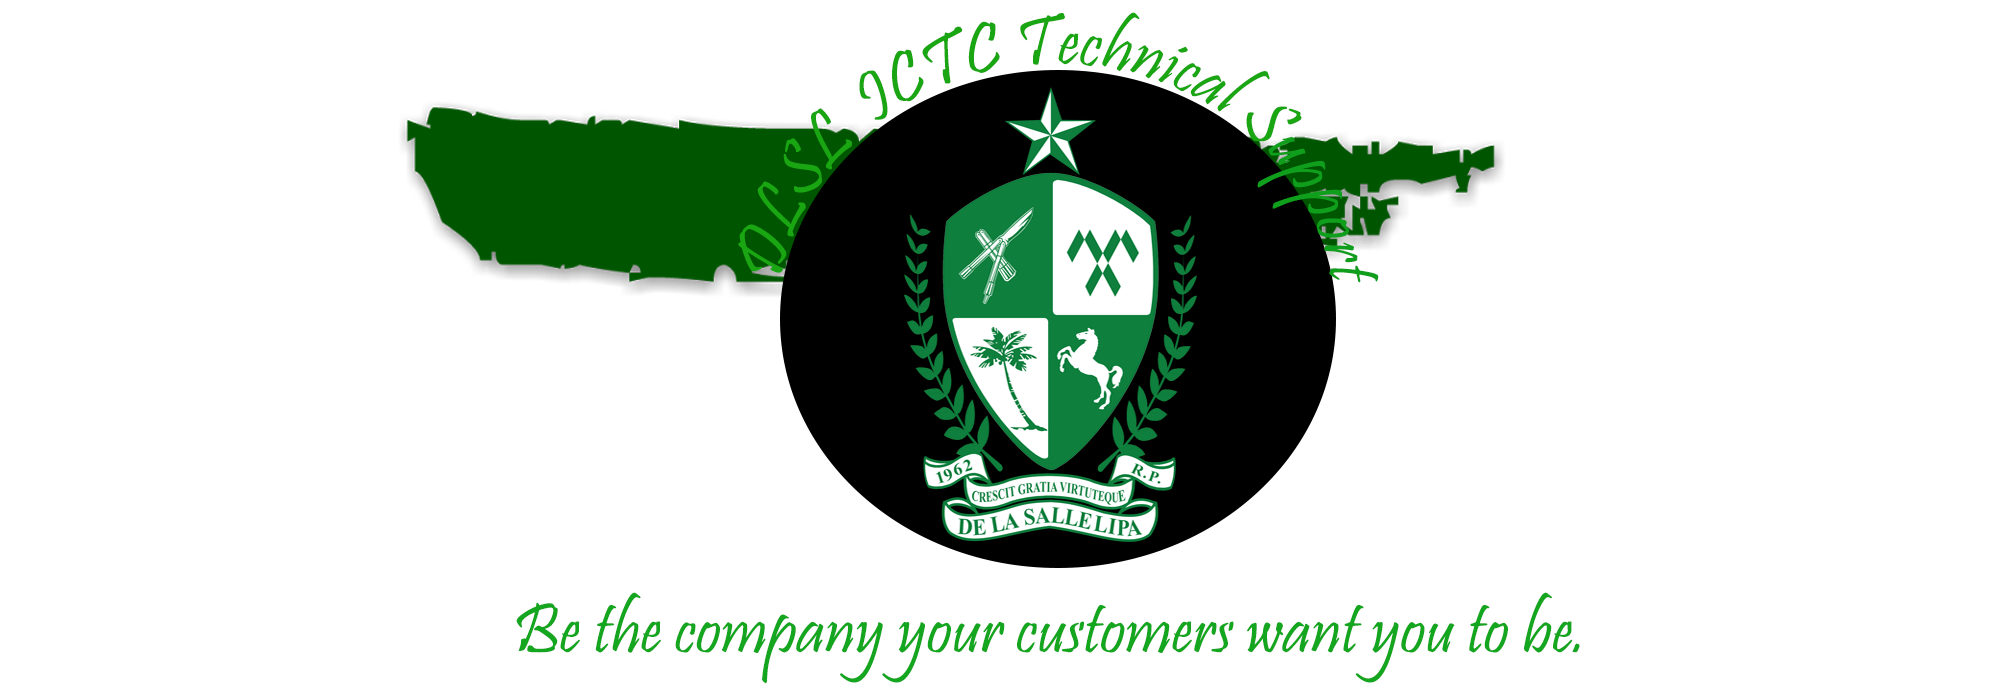 DLSL ICTC Technical Support
1962
R.P.
CRESCIT GRATIA VIRTUTEQUE
DE LA SALLE LIPA
Be the company your customers want you to be.